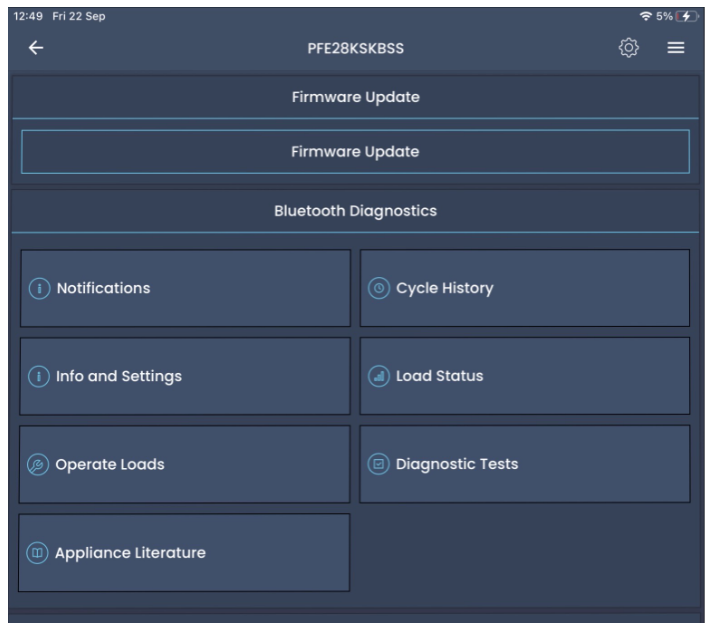 12:49 Fri 22 Sep 5%
PFE28KSKBSS
Firmware Update
Firmware Update
Bluetooth Diagnostics
Notifications
Cycle History
Info and Settings
Load Status
Operate Loads
Diagnostic Tests
Appliance Literature